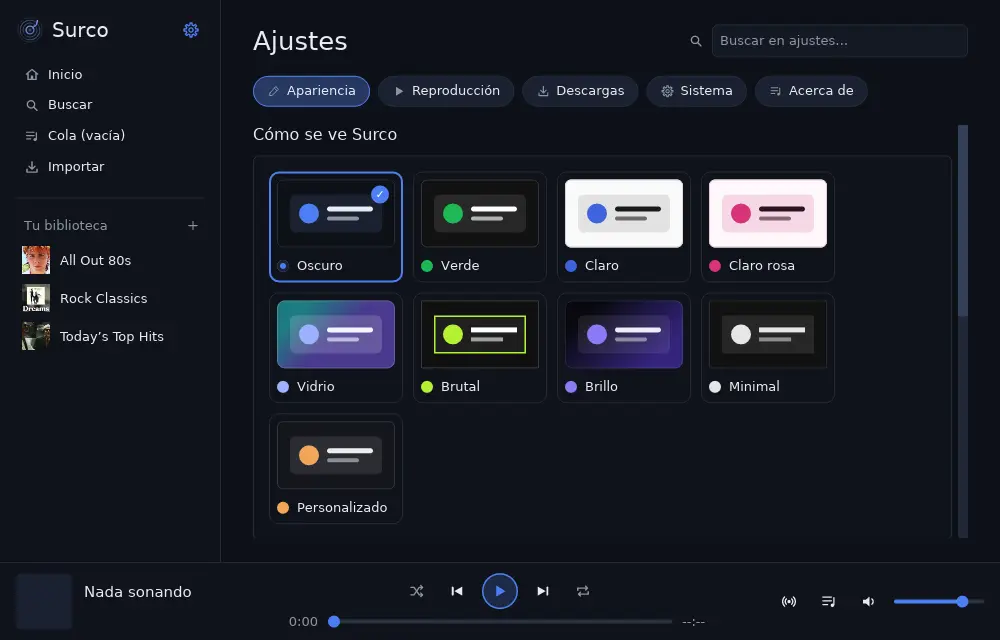 Surco
Inicio
Buscar
Cola (vacía)
Importar
Tu biblioteca
+
All Out 80s
Dreams
Rock Classics
Today’s Top Hits
Ajustes
Buscar en ajustes...
Apariencia
Reproducción
Descargas
Sistema
Acerca de
Cómo se ve Surco
Oscuro
Verde
Claro
Claro rosa
Vidrio
Brutal
Brillo
Minimal
Personalizado
Nada sonando
0:00
--:--